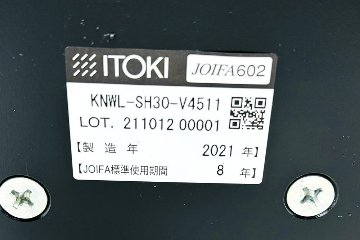 ITOKI JOIFA602
KNWL-SH30-V4511
LOT. 211012 00001
【製造年 2021 年】
【JOIFA標準使用期間 8 年】